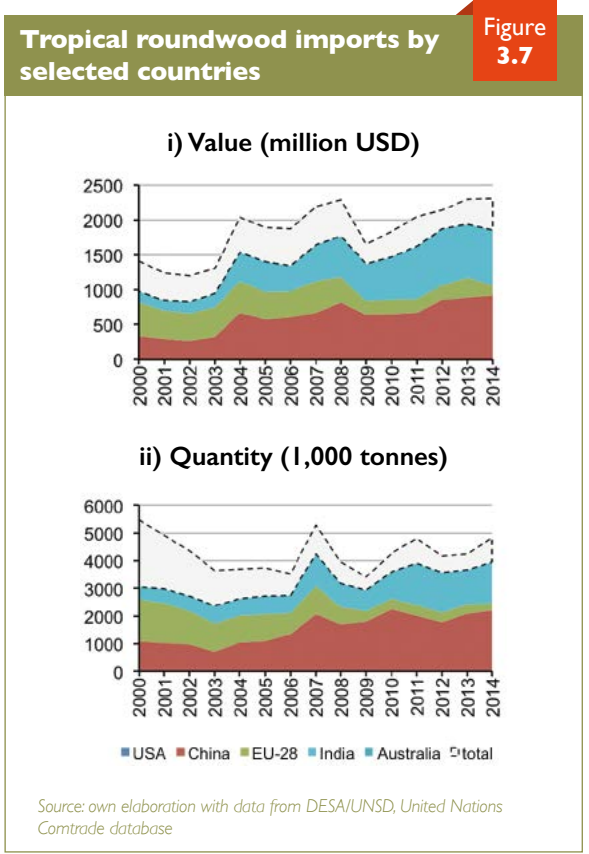 Tropical roundwood imports by
selected countries
Figure
3.7
i) Value (million USD)
2500
2000
1500
1000
500
0
2000 2001 2002 2003 2004 2005 2006 2007 2008 2009 2010 2011 2012 2013 2014
ii) Quantity (1,000 tonnes)
6000
5000
4000
3000
2000
1000
0
2000 2001 2002 2003 2004 2005 2006 2007 2008 2009 2010 2011 2012 2013 2014
USA China EU-28 India Australia total
Source: own elaboration with data from DESA/UNSD, United Nations
Comtrade database